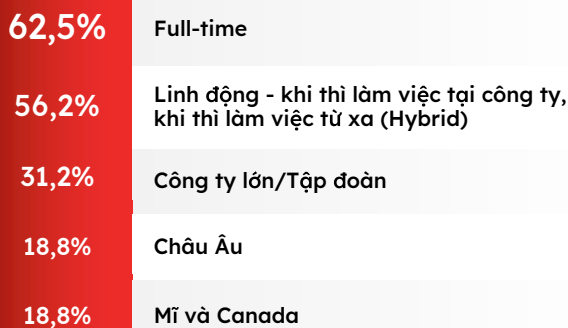 62,5% Full-time
56,2% Linh động - khi thì làm việc tại công ty,
khi thì làm việc từ xa (Hybrid)
31,2% Công ty lớn/Tập đoàn
18,8% Châu Âu
18,8% Mĩ và Canada